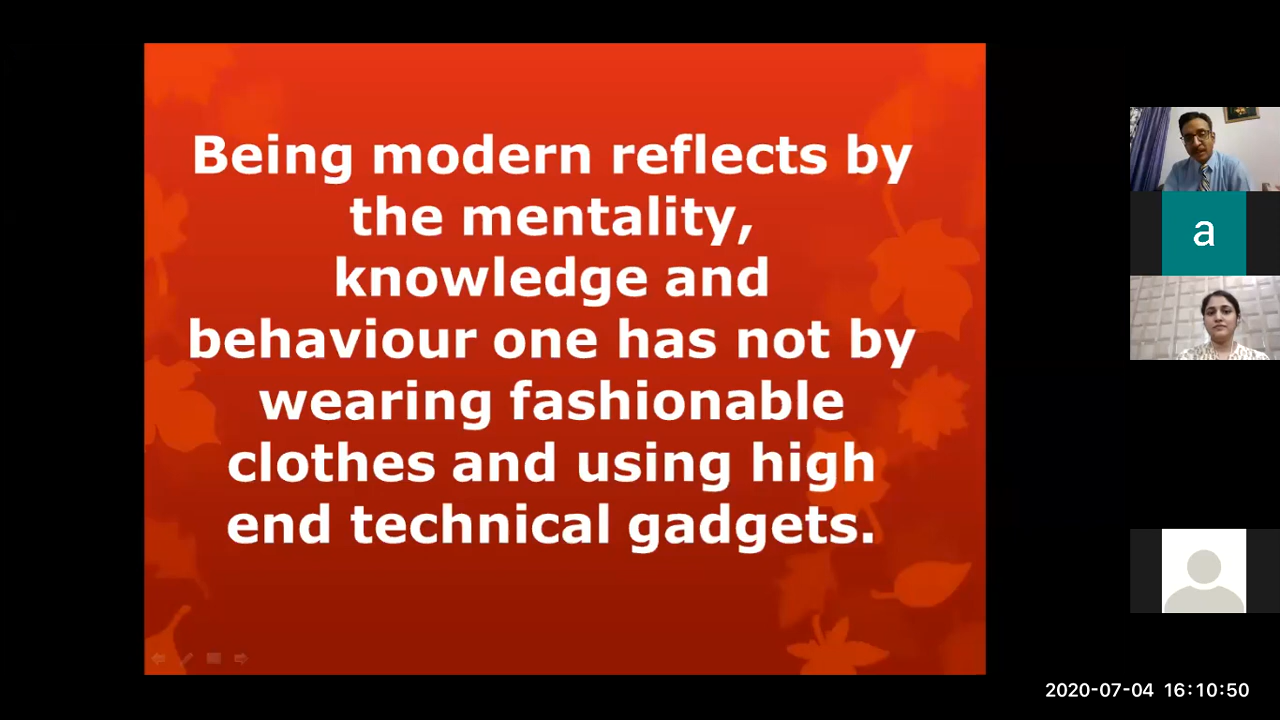 Being modern reflects by
the mentality,
knowledge and
behaviour one has not by
wearing fashionable
clothes and using high
end technical gadgets.
a
2020-07-04 16:10:50